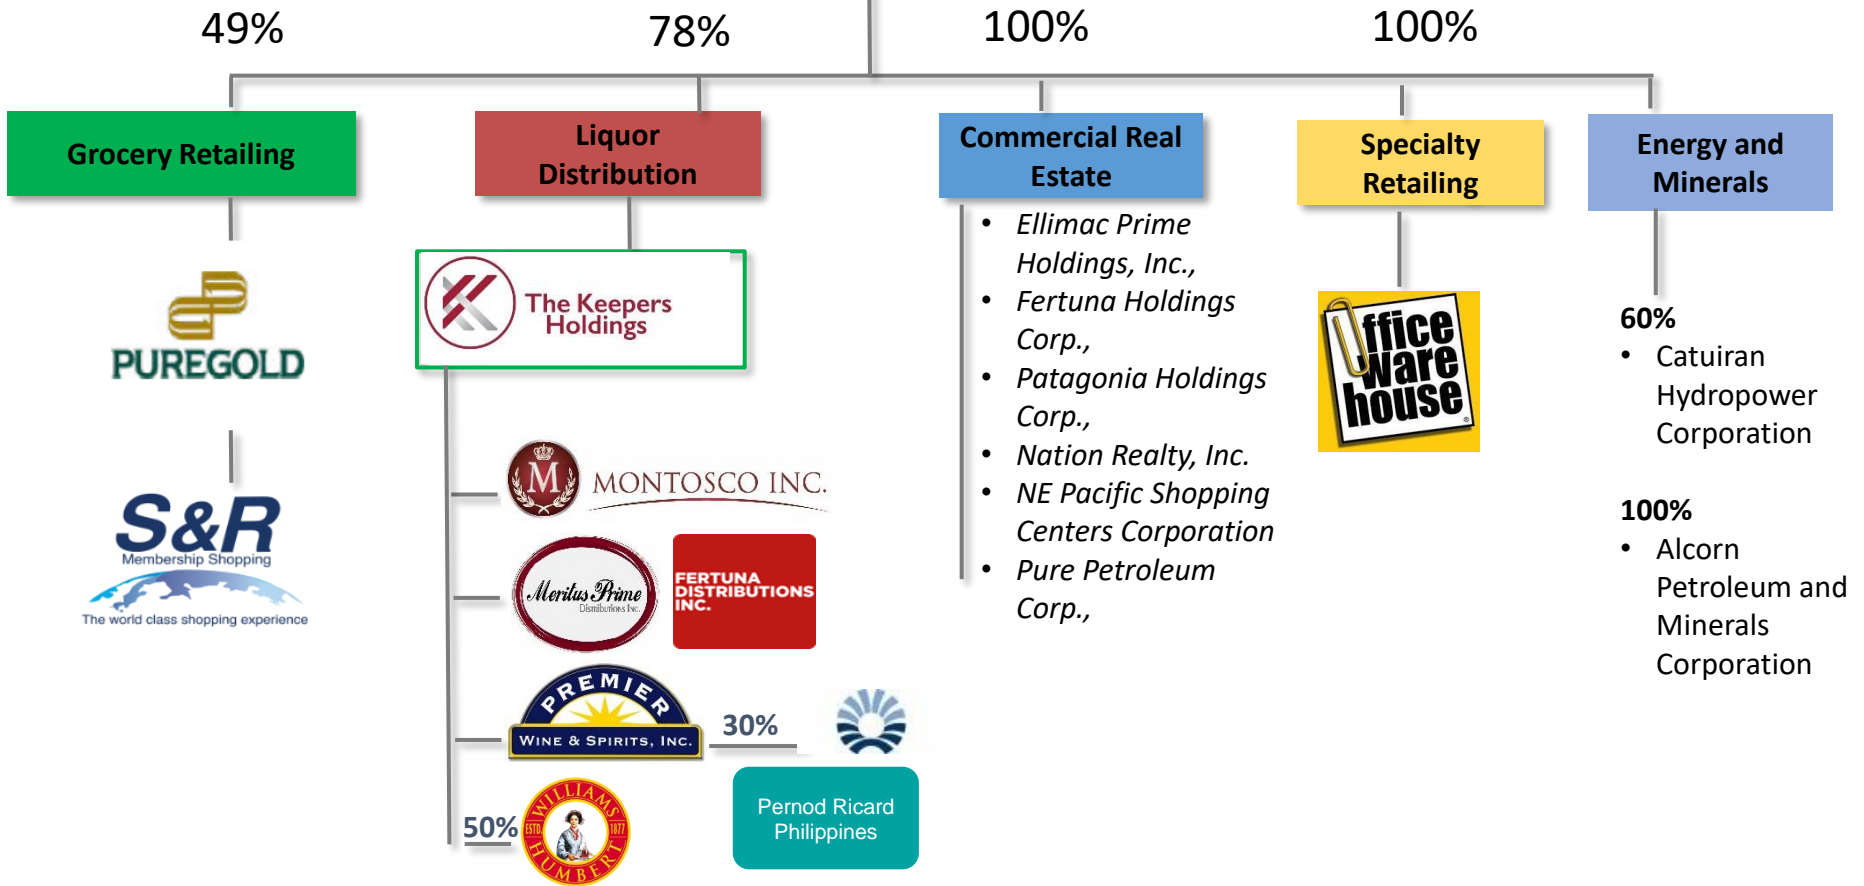 49%
78%
100%
100%
Grocery Retailing
Liquor
Distribution
Commercial Real
Estate
Specialty
Retailing
Energy and
Minerals
PUREGOLD
S&R
Membership Shopping
The world class shopping experience
The Keepers
Holdings
M
MONTOSCO INC.
Meritus Prime
Distributions Inc.
FERTUNA
DISTRIBUTIONS
INC.
PREMIER
WINE & SPIRITS, INC.
30%
Pernod Ricard
Philippines
50%
WILLIAMS
ESTD. 1877
HUMBERT
• Ellimac Prime
Holdings, Inc.,
• Fertuna Holdings
Corp.,
• Patagonia Holdings
Corp.,
• Nation Realty, Inc.
• NE Pacific Shopping
Centers Corporation
• Pure Petroleum
Corp.,
Office
ware
house
60%
• Catuiran
Hydropower
Corporation
100%
• Alcorn
Petroleum and
Minerals
Corporation